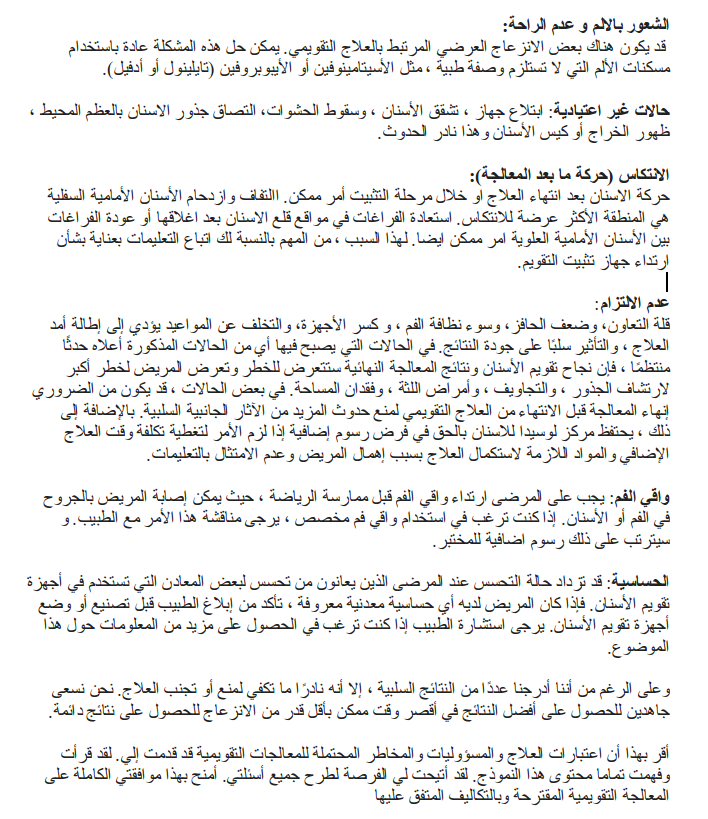 الشعور بالالم و عدم الراحة:
قد يكون هناك بعض الانزعاج العرضي المرتبط بالعلاج التقويمي. يمكن حل هذه المشكلة عادة باستخدام
مسكنات الألم التي لا تستلزم وصفة طبية ، مثل الأسيتامينوفين أو الأيبوبروفين (تايلينول أو أدفيل).
حالات غير اعتيادية: ابتلاع جهاز ، تشقق الأسنان ، وسقوط الحشوات، التصاق جذور الاسنان بالعظم المحيط ،
ظهور الخراج أو كيس الأسنان وهذا نادر الحدوث.
الانتكاس (حركة ما بعد المعالجة):
حركة الاسنان بعد انتهاء العلاج او خلال مرحلة التثبيت أمر ممكن. االتفاف وازدحام الأسنان الأمامية السفلية
هي المنطقة الأكثر عرضة للانتكاس. استعادة الفراغات في مواقع قلع الاسنان بعد اغلاقها أو عودة الفراغات
بين الأسنان الأمامية العلوية امر ممكن ايضا. لهذا السبب ، من المهم بالنسبة لك اتباع التعليمات بعناية بشأن
ارتداء جهاز تثبيت التقويم.
عدم الالتزام:
قلة التعاون، وضعف الحافز، وسوء نظافة الفم ، و كسر الأجهزة، والتخلف عن المواعيد يؤدي إلى إطالة أمد
العلاج ، والتأثير سلبًا على جودة النتائج. في الحالات التي يصبح فيها أي من الحالات المذكورة أعلاه حدثًا
منتظمًا ، فإن نجاح تقويم الأسنان ونتائج المعالجة النهائية ستتعرض للخطر وتعرض المريض لخطر أكبر
لارتشاف الجذور ، والتجاويف ، وأمراض اللثة ، وفقدان المساحة. في بعض الحالات ، قد يكون من الضروري
إنهاء المعالجة قبل الانتهاء من العلاج التقويمي لمنع حدوث المزيد من الآثار الجانبية السلبية. بالإضافة إلى
ذلك ، يحتفظ مركز لوسيدا للاسنان بالحق في فرض رسوم إضافية إذا لزم الأمر لتغطية تكلفة وقت العلاج
الإضافي والمواد اللازمة لاستكمال العلاج بسبب إهمال المريض وعدم الامتثال بالتعليمات.
واقي الفم: يجب على المرضى ارتداء واقي الفم قبل ممارسة الرياضة ، حيث يمكن إصابة المريض بالجروح
في الفم أو الأسنان. إذا كنت ترغب في استخدام واقي فم مخصص ، يرجى مناقشة هذا الأمر مع الطبيب. و
سيترتب على ذلك رسوم اضافية للمختبر.
الحساسية: قد تزداد حالة التحسس عند المرضى الذين يعانون من تحسس لبعض المعادن التي تستخدم في أجهزة
تقويم الأسنان. فإذا كان المريض لديه أي حساسية معدنية معروفة ، تأكد من إبلاغ الطبيب قبل تصنيع أو وضع
أجهزة تقويم الأسنان. يرجى استشارة الطبيب إذا كنت ترغب في الحصول على مزيد من المعلومات حول هذا
الموضوع.
وعلى الرغم من أننا أدرجنا عددًا من النتائج السلبية ، إلا أنه نادرًا ما تكفي لمنع أو تجنب العلاج. نحن نسعى
جاهدين للحصول على أفضل النتائج في أقصر وقت ممكن بأقل قدر من الانزعاج للحصول على نتائج دائمة.
أقر بهذا أن اعتبارات العلاج والمسؤوليات والمخاطر المحتملة للمعالجات التقويمية قد قدمت إلي. لقد قرأت
وفهمت تماما محتوى هذا النموذج. لقد أتيحت لي الفرصة لطرح جميع أسئلتي. أمنح بهذا موافقتي الكاملة على
المعالجة التقويمية المقترحة وبالتكاليف المتفق عليها